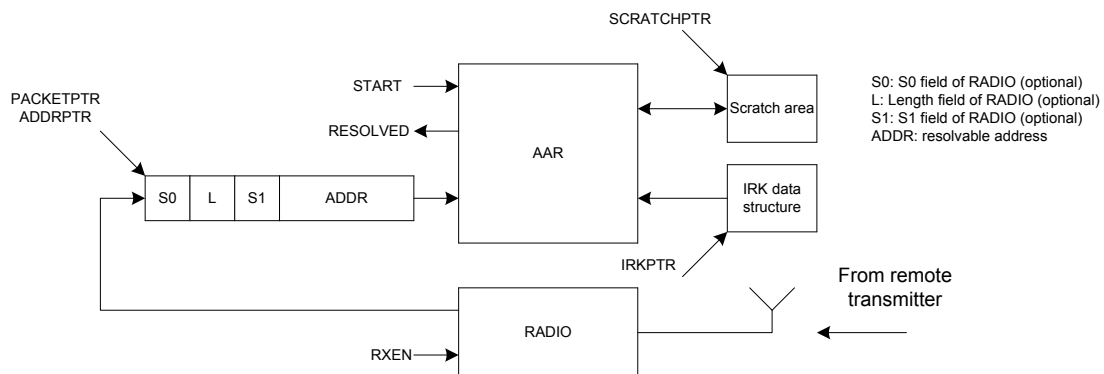 SCRATCHPTR
START
S0: S0 field of RADIO (optional)
L: Length field of RADIO (optional)
S1: S1 field of RADIO (optional)
ADDR: resolvable address
PACKETPTR
ADDRPTR
Scratch area
RESOLVED
AAR
S0 L S1 ADDR
IRK data
structure
IRKPTR
From remote
transmitter
RADIO
RXEN